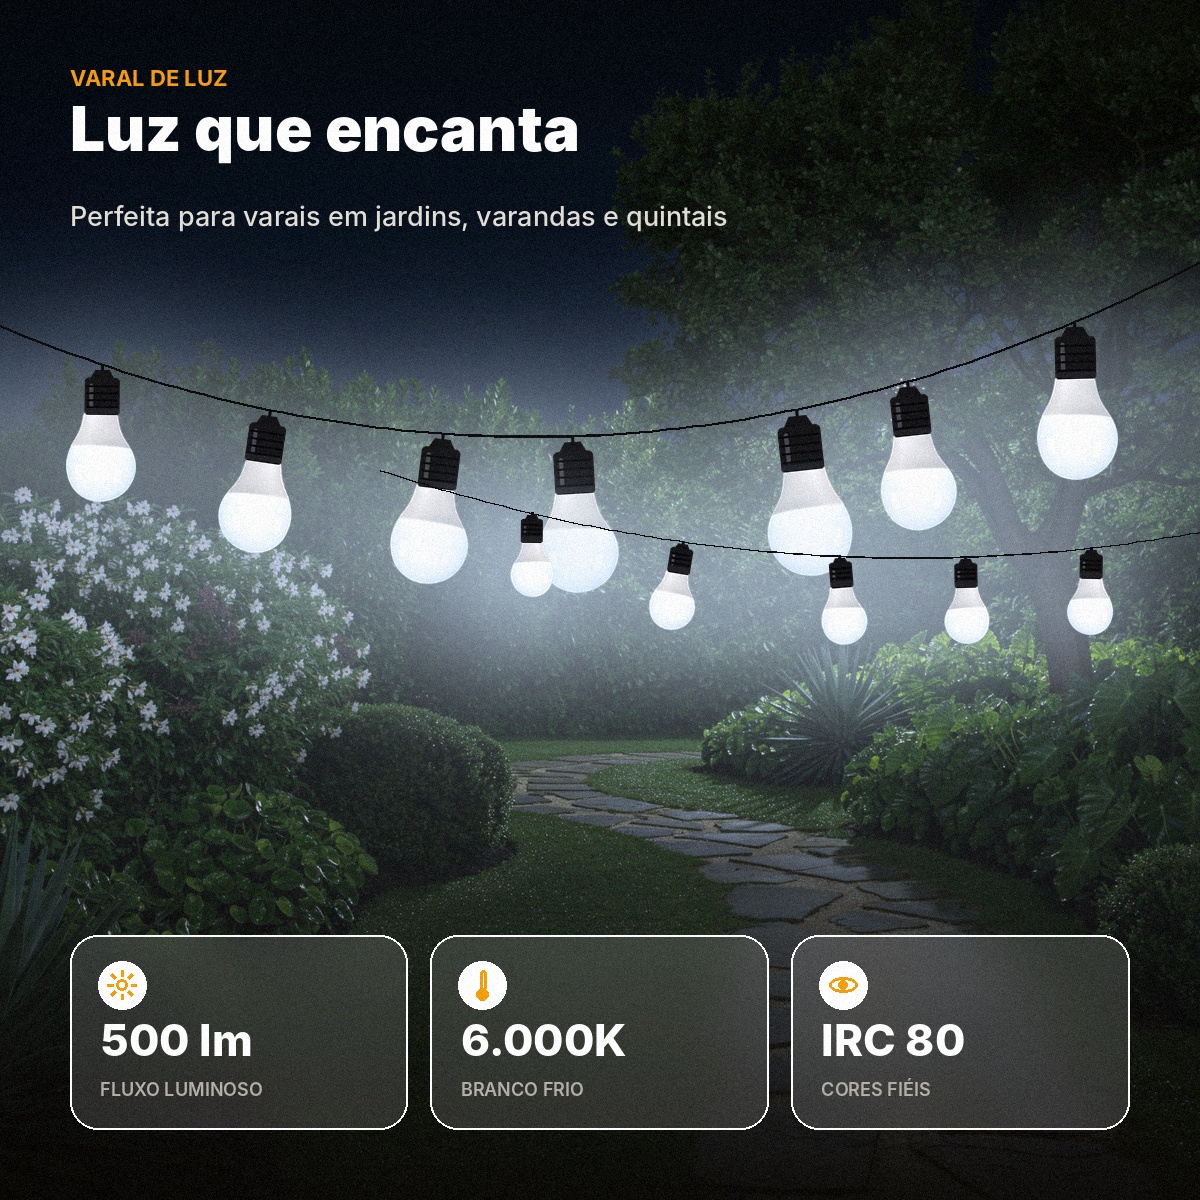 VARAL DE LUZ
Luz que encanta
Perfeita para varais em jardins, varandas e quintais
500 lm
FLUXO LUMINOSO
6.000K
BRANCO FRIO
IRC 80
CORES FIÉIS